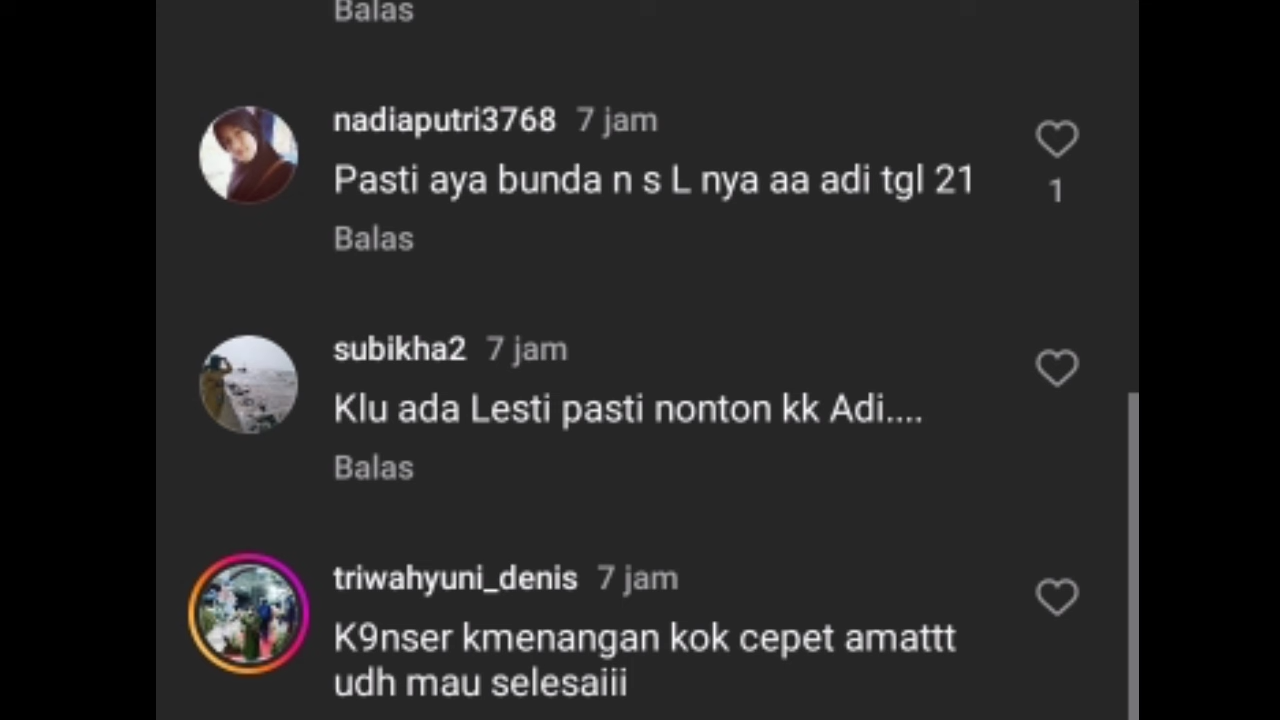 Balas
nadiaputri3768 7 jam
Pasti aya bunda n s L nya aa adi tgl 21
1
Balas
subikha2 7 jam
Klu ada Lesti pasti nonton kk Adi....
Balas
triwahyuni_denis 7 jam
K9nser kmenangan kok cepet amattt
udh mau selesaiii